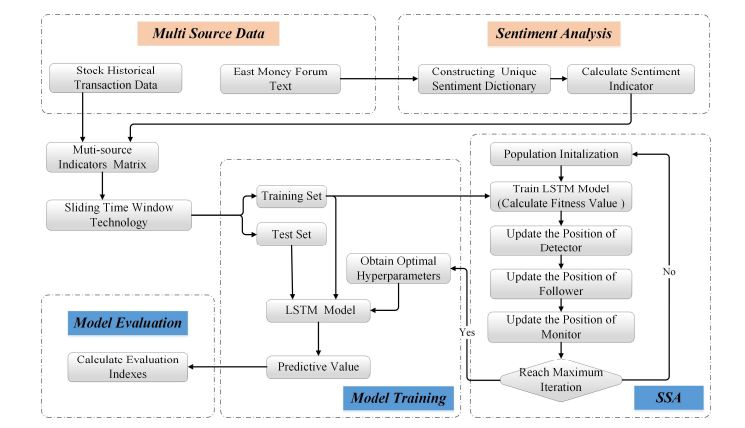 Multi Source Data
Sentiment Analysis
Stock Historical
Transaction Data
East Money Forum
Text
Constructing Unique
Sentiment Dictionary
Calculate Sentiment
Indicator
Muti-source
Indicators Matrix
Population Initalization
Sliding Time Window
Technology
Training Set
Train LSTM Model
(Calculate Fitness Value )
Test Set
Update the Position of
Detector
Obtain Optimal
Hyperparameters
Update the Position of
Follower
No
Model Evaluation
LSTM Model
Update the Position of
Monitor
Yes
Calculate Evaluation
Indexes
Predictive Value
Reach Maximum
Iteration
Model Training
SSA